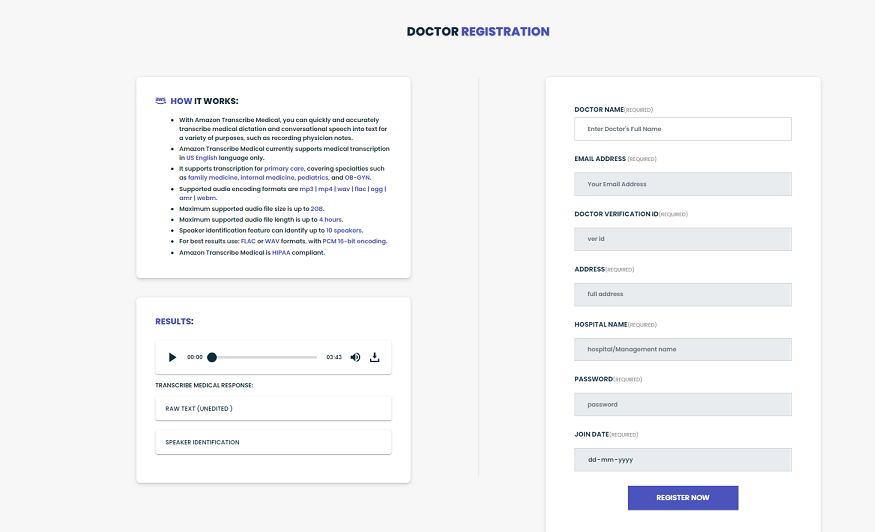 DOCTOR REGISTRATION
aws HOW IT WORKS:
With Amazon Transcribe Medical, you can quickly and accurately
transcribe medical dictation and conversational speech into text for
a variety of purposes, such as recording physician notes.
Amazon Transcribe Medical currently supports medical transcription
in US English language only.
It supports transcription for primary care, covering specialties such
as family medicine, internal medicine, pediatrics, and OB-GYN.
Supported audio encoding formats are mp3 | mp4 | wav | flac | ogg |
amr | webm.
Maximum supported audio file size is up to 2GB.
Maximum supported audio file length is up to 4 hours.
Speaker identification feature can identify up to 10 speakers.
For best results use: FLAC or WAV formats, with PCM 16-bit encoding.
Amazon Transcribe Medical is HIPAA compliant.
RESULTS:
00:00 03:43
TRANSCRIBE MEDICAL RESPONSE:
RAW TEXT (UNEDITED )
SPEAKER IDENTIFICATION
DOCTOR NAME(REQUIRED)
Enter Doctor's Full Name
EMAIL ADDRESS (REQUIRED)
Your Email Address
DOCTOR VERIFICATION ID(REQUIRED)
ver id
ADDRESS(REQUIRED)
full address
HOSPITAL NAME(REQUIRED)
hospital/Management name
PASSWORD(REQUIRED)
password
JOIN DATE(REQUIRED)
dd-mm-yyyy
REGISTER NOW